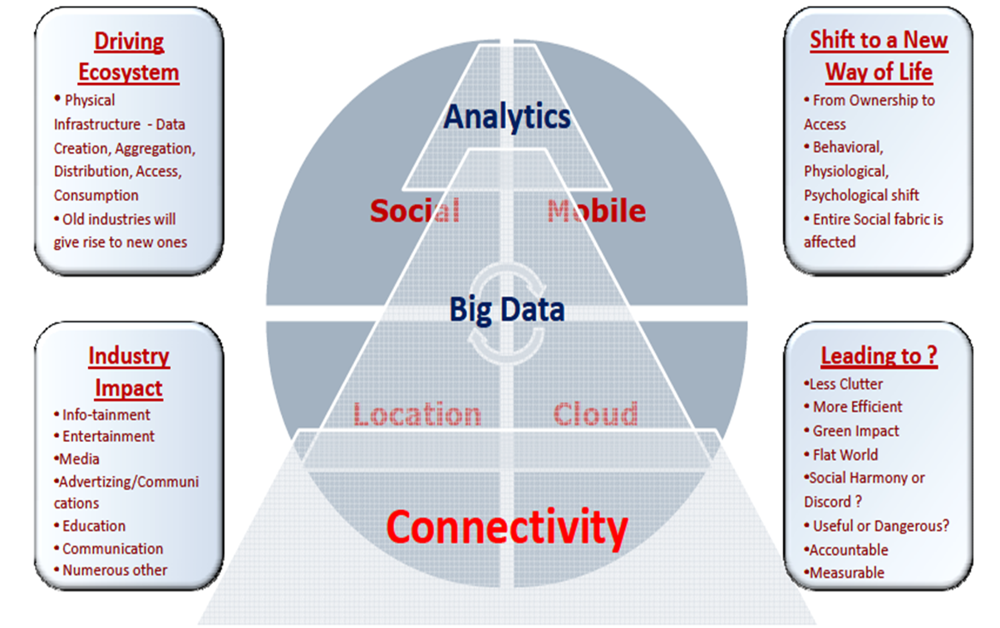 Driving
Ecosystem
• Physical
Infrastructure - Data
Creation, Aggregation,
Distribution, Access,
Consumption
• Old industries will
give rise to new ones
Shift to a New
Way of Life
• From Ownership to
Access
• Behavioral,
Physiological,
Psychological shift
• Entire Social fabric is
affected
Analytics
Social Mobile
Big Data
Location Cloud
Connectivity
Industry
Impact
• Info-tainment
• Entertainment
•Media
•Advertizing/Communi
cations
• Education
• Communication
• Numerous other
Leading to ?
•Less Clutter
• More Efficient
• Green Impact
• Flat World
•Social Harmony or
Discord ?
• Useful or Dangerous?
•Accountable
•Measurable